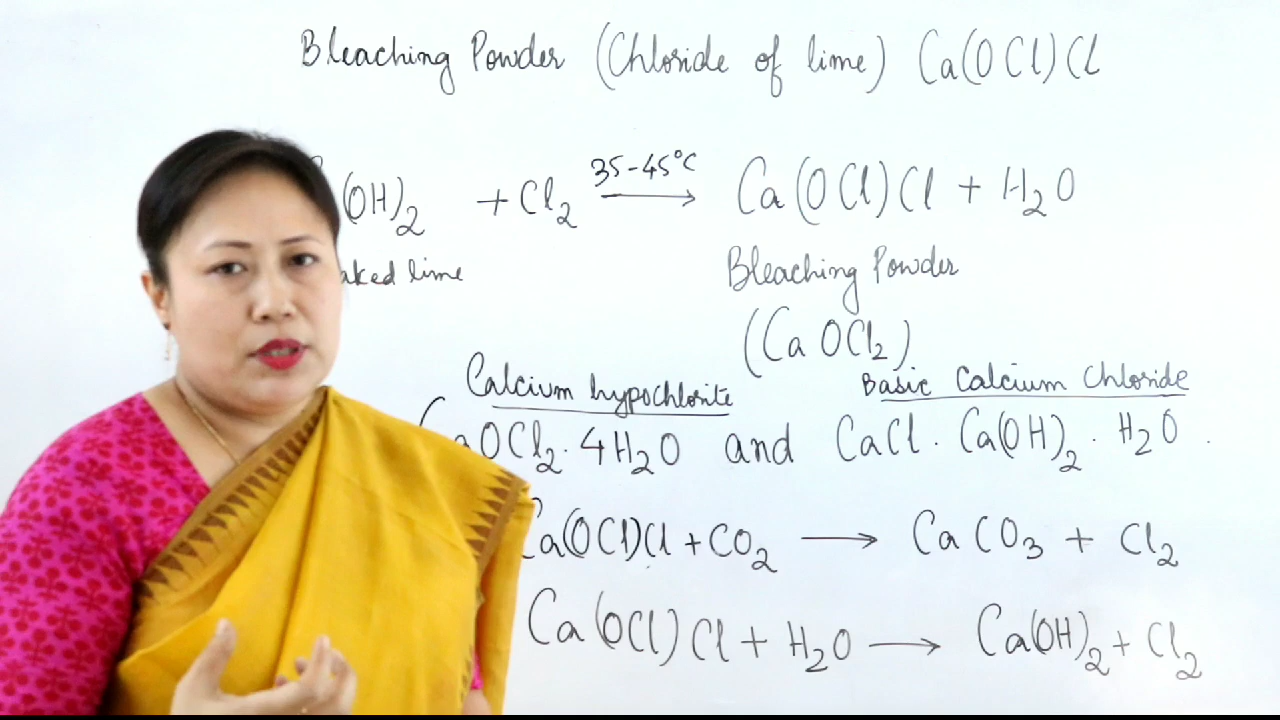 Bleaching Powder (Chloride of lime) Ca(OCl)Cl
(OH)₂ + Cl₂ 35-45°C → Ca(OCl)Cl + H₂O
aked lime Bleaching Powder
(CaOCl₂)
Calcium hypochlorite Basic Calcium Chloride
CaOCl₂·4H₂O and CaCl·Ca(OH)₂·H₂O.
Ca(OCl)Cl + CO₂ → CaCO₃ + Cl₂
Ca(OCl)Cl + H₂O → Ca(OH)₂ + Cl₂